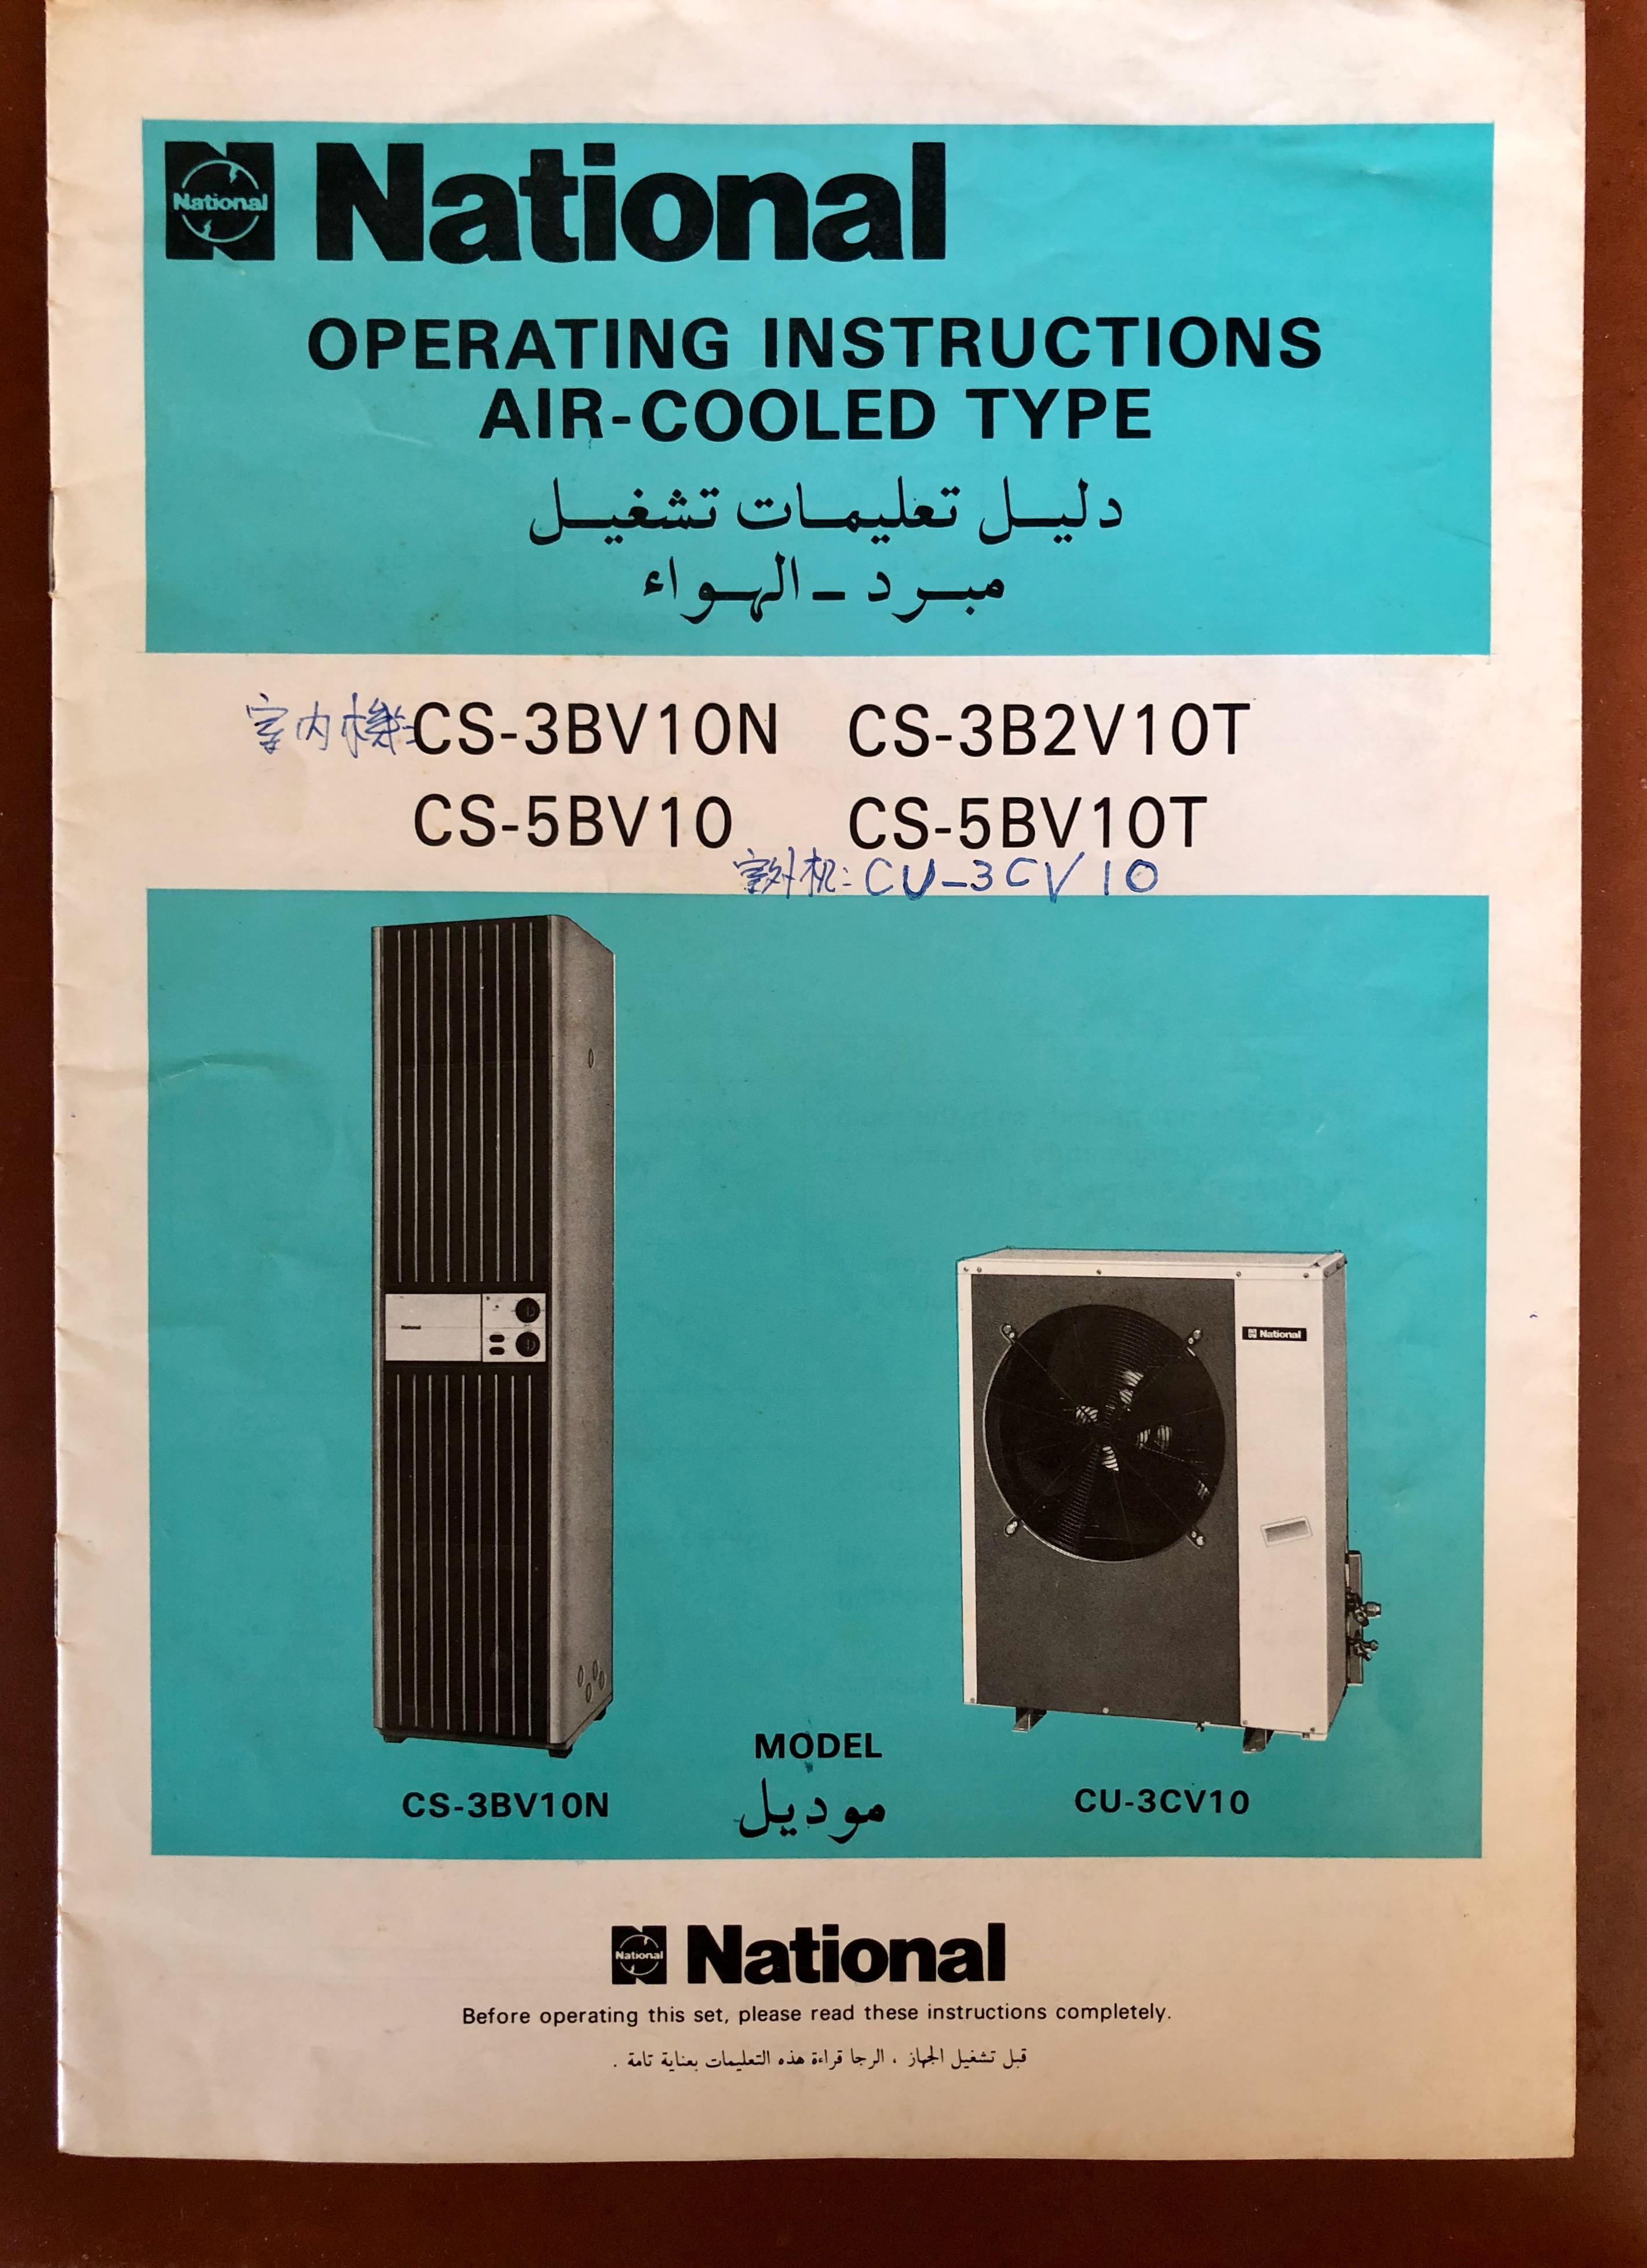 National National
OPERATING INSTRUCTIONS
AIR-COOLED TYPE
دليل تعليمات تشغيل
مبرد - الهواء
室内機: CS-3BV10N CS-3B2V10T
CS-5BV10 CS-5BV10T
室外机: CU-3CV10
National
National
MODEL
CS-3BV10N موديل CU-3CV10
National National
Before operating this set, please read these instructions completely.
قبل تشغيل الجهاز ، الرجا قراءة هذه التعليمات بعناية تامة .